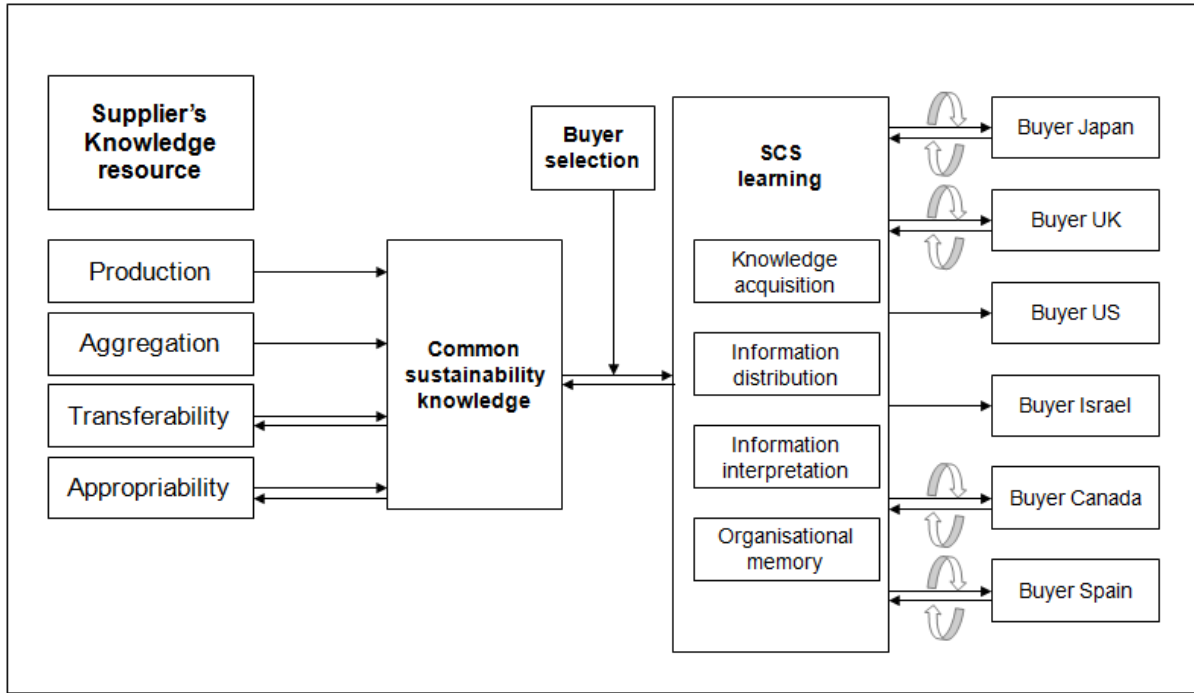 Supplier's
Knowledge
resource
Production
Aggregation
Transferability
Appropriability
Common
sustainability
knowledge
Buyer
selection
SCS
learning
Knowledge
acquisition
Information
distribution
Information
interpretation
Organisational
memory
Buyer Japan
Buyer UK
Buyer US
Buyer Israel
Buyer Canada
Buyer Spain